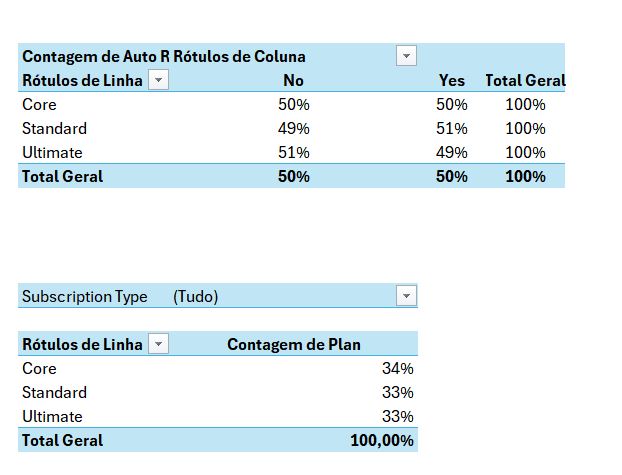 Contagem de Auto R Rótulos de Coluna
Rótulos de Linha No Yes Total Geral
Core 50% 50% 100%
Standard 49% 51% 100%
Ultimate 51% 49% 100%
Total Geral 50% 50% 100%
Subscription Type (Tudo)
Rótulos de Linha Contagem de Plan
Core 34%
Standard 33%
Ultimate 33%
Total Geral 100,00%